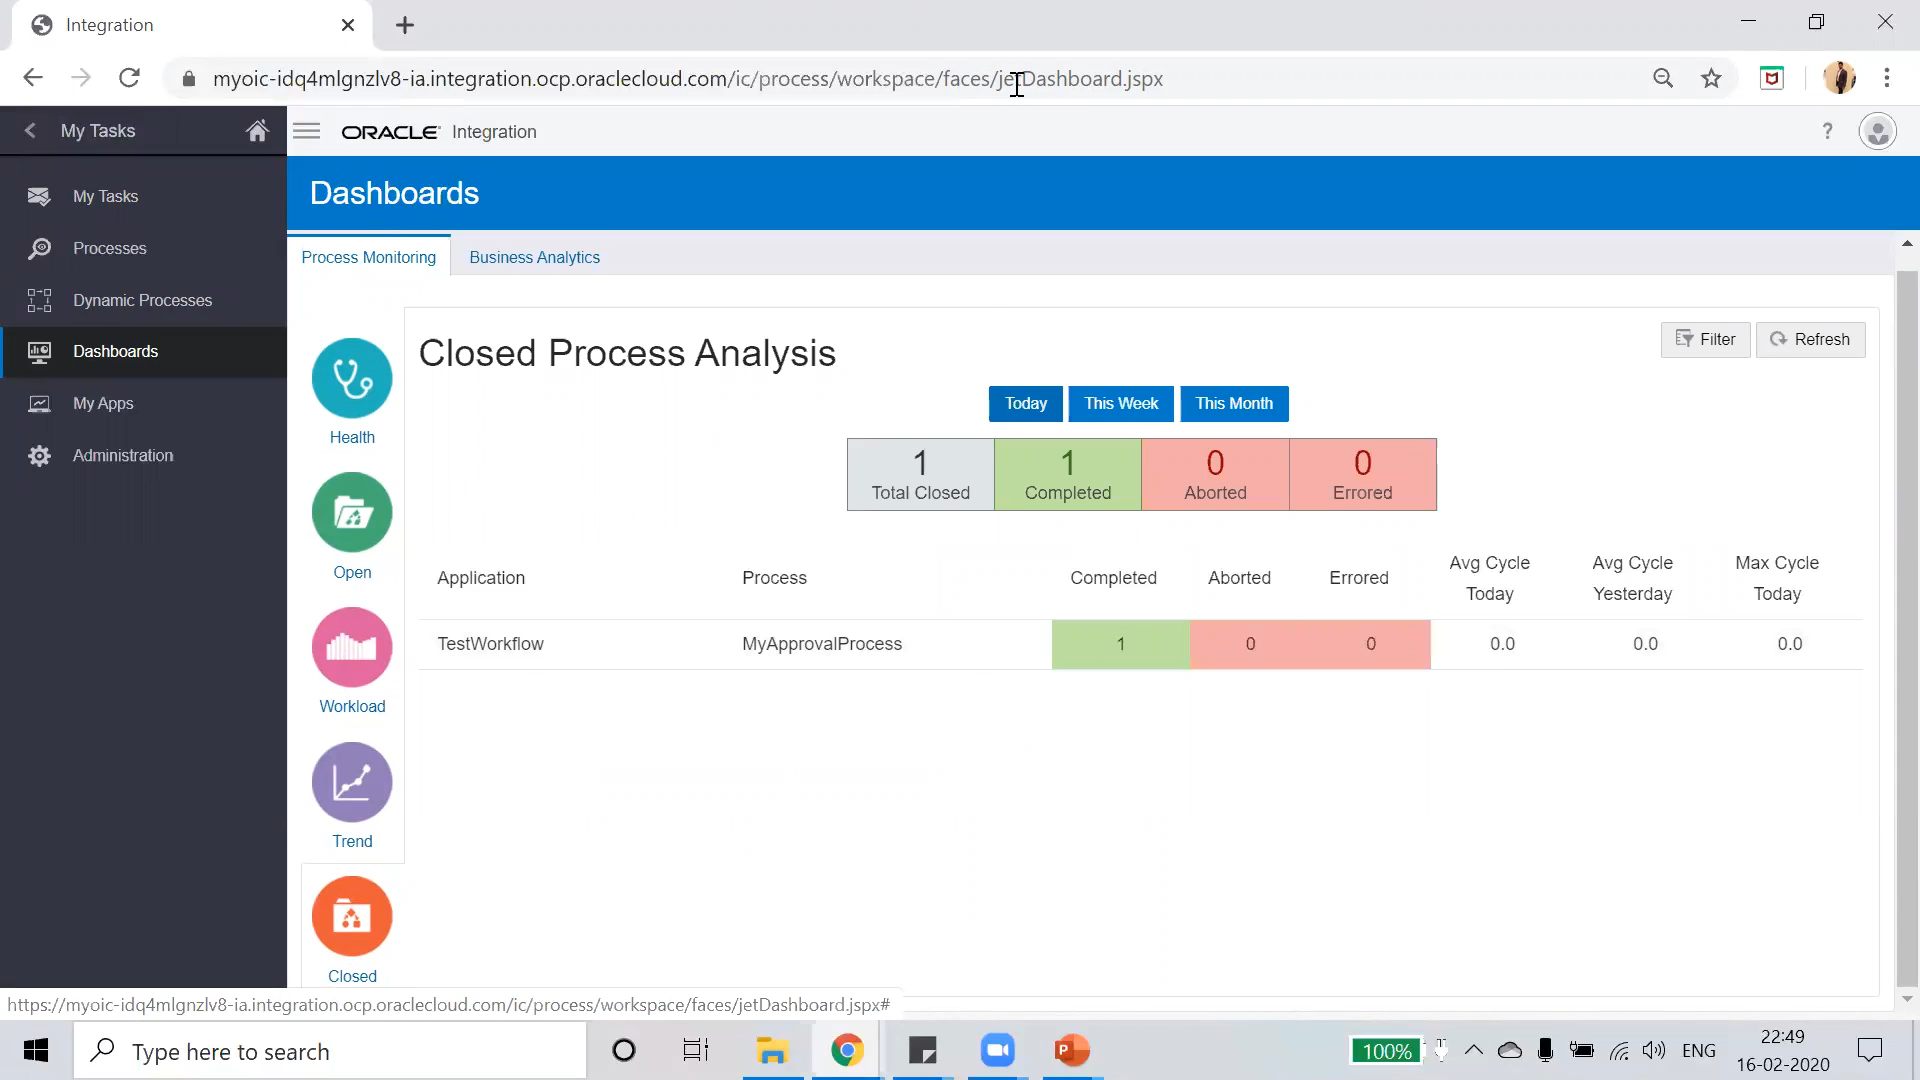 Integration
myoic-idq4mlgnzlv8-ia.integration.ocp.oraclecloud.com/ic/process/workspace/faces/jetDashboard.jspx
My Tasks
ORACLE Integration
?
Dashboards
My Tasks
Processes
Dynamic Processes
Dashboards
My Apps
Administration
Process Monitoring
Business Analytics
Health
Open
Workload
Trend
Closed
Closed Process Analysis
Filter
Refresh
Today
This Week
This Month
1
Total Closed
1
Completed
0
Aborted
0
Errored
Application Process Completed Aborted Errored Avg Cycle Today Avg Cycle Yesterday Max Cycle Today
TestWorkflow MyApprovalProcess 1 0 0 0.0 0.0 0.0
https://myoic-idq4mlgnzlv8-ia.integration.ocp.oraclecloud.com/ic/process/workspace/faces/jetDashboard.jspx#
Type here to search
100%
ENG
22:49
16-02-2020